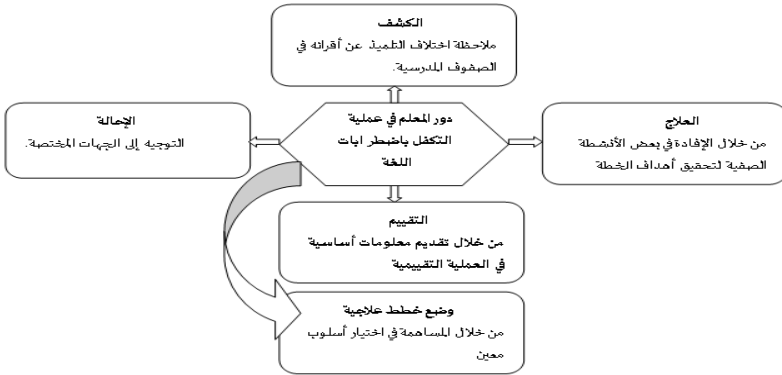 الكشف
ملاحظة اختلاف التلميذ عن أقرانه في
الصفوف المدرسية.
الإحالة
التوجيه إلى الجهات المختصة.
دور المعلم في عملية
التكفل باضطر ابات
اللغة
العلاج
من خلال الإفادة في بعض الأنشطة
الصفية لتحقيق أهداف الخطة
التقييم
من خلال تقديم معلومات أساسية
في العملية التقييمية
وضع خطط علاجية
من خلال المساهمة في اختيار أسلوب
معين